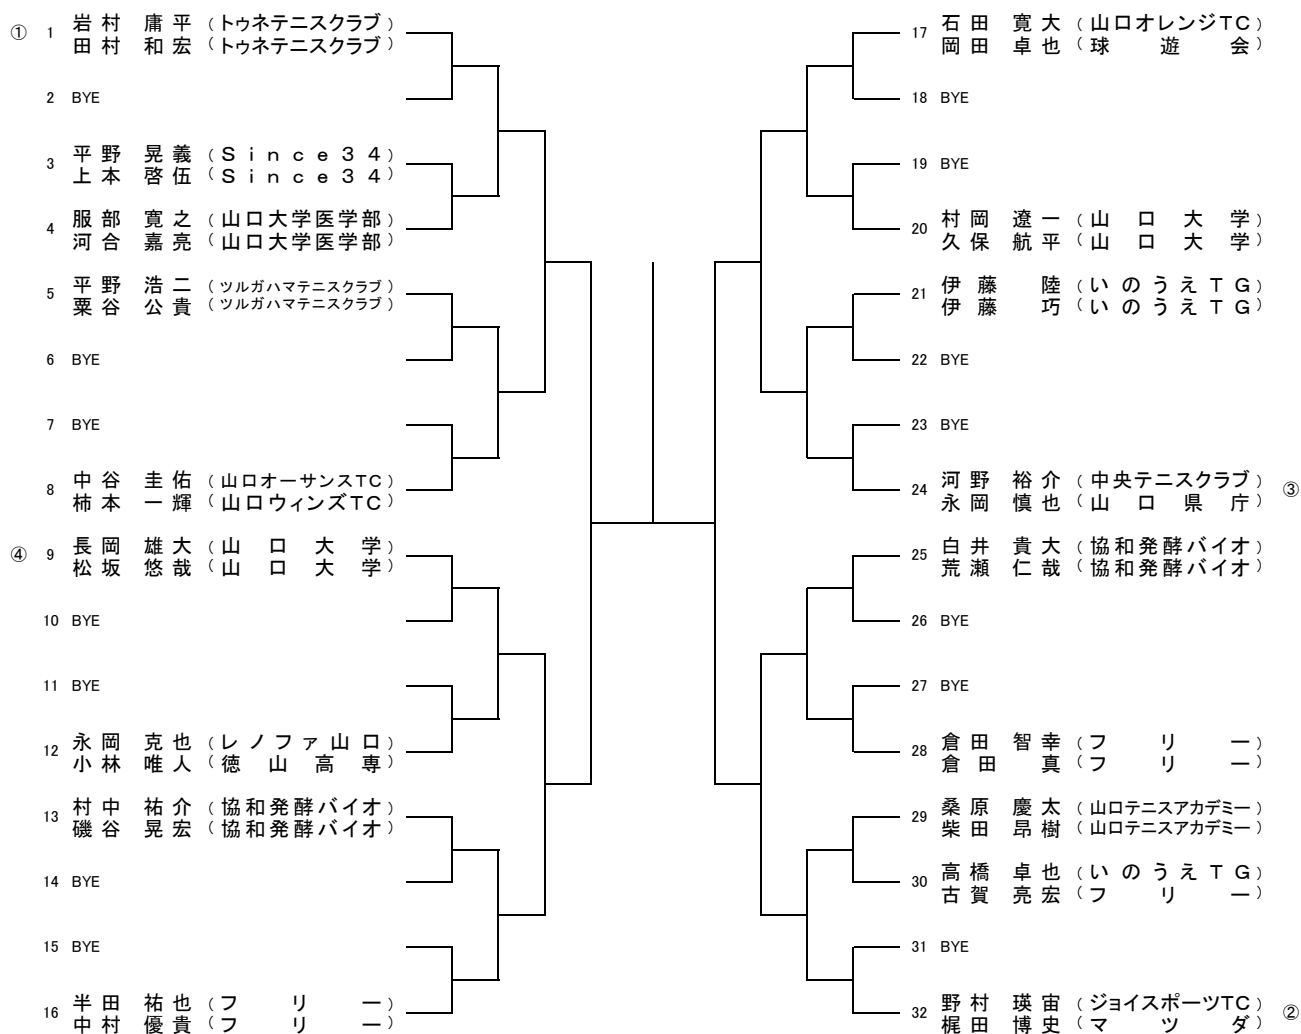 ① 1 岩村 庸平 (トゥネテニスクラブ)
田村 和宏 (トゥネテニスクラブ)
2 BYE
3 平野 晃義 (Since34)
上本 啓伍 (Since34)
4 服部 寛之 (山口大学医学部)
河合 嘉亮 (山口大学医学部)
5 平野 浩二 (ツルガハマテニスクラブ)
粟谷 公貴 (ツルガハマテニスクラブ)
6 BYE
7 BYE
8 中谷 圭佑 (山口オーサンスTC)
柿本 一輝 (山口ウィンズTC)
④ 9 長岡 雄大 (山口大学)
松坂 悠哉 (山口大学)
10 BYE
11 BYE
12 永岡 克也 (レノファ山口)
小林 唯人 (徳山高専)
13 村中 祐介 (協和発酵バイオ)
磯谷 晃宏 (協和発酵バイオ)
14 BYE
15 BYE
16 半田 祐也 (フリー)
中村 優貴 (フリー)
17 石田 寛大 (山口オレンジTC)
岡田 卓也 (球遊会)
18 BYE
19 BYE
20 村岡 遼一 (山口大学)
久保 航平 (山口大学)
21 伊藤 陸 (いのうえTG)
伊藤 巧 (いのうえTG)
22 BYE
23 BYE
24 河野 裕介 (中央テニスクラブ) ③
永岡 慎也 (山口県庁)
25 白井 貴大 (協和発酵バイオ)
荒瀬 仁哉 (協和発酵バイオ)
26 BYE
27 BYE
28 倉田 智幸 (フリー)
倉田 真 (フリー)
29 桑原 慶太 (山口テニスアカデミー)
柴田 昂樹 (山口テニスアカデミー)
30 高橋 卓也 (いのうえTG)
古賀 亮宏 (フリー)
31 BYE
32 野村 瑛宙 (ジョイスポーツTC) ②
梶田 博史 (マツダ)